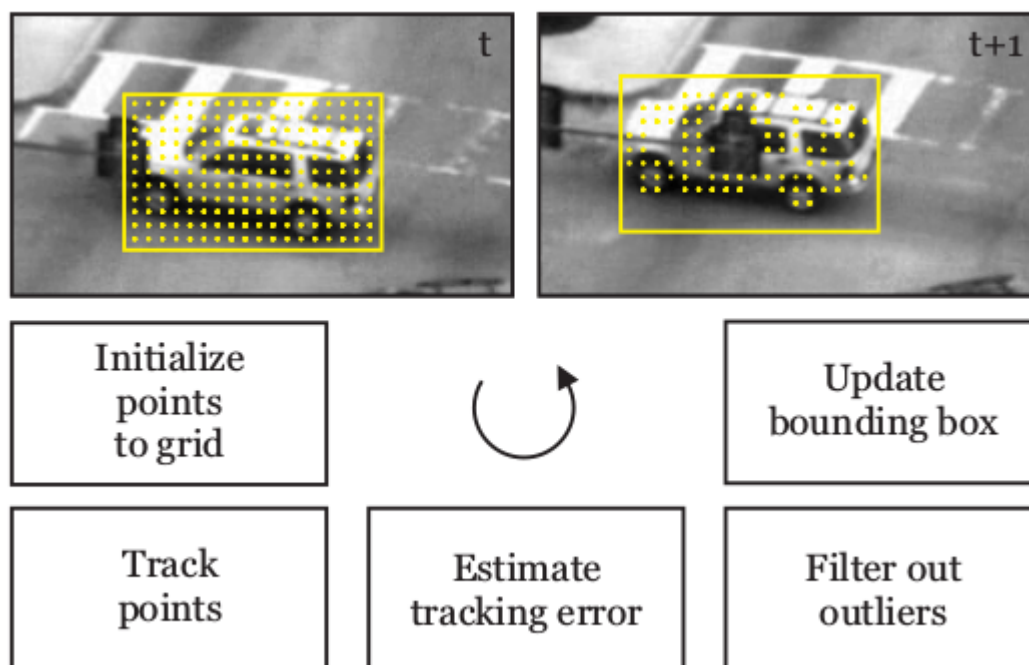 t
t+1
Initialize
points
to grid
Update
bounding box
Track
points
Estimate
tracking error
Filter out
outliers